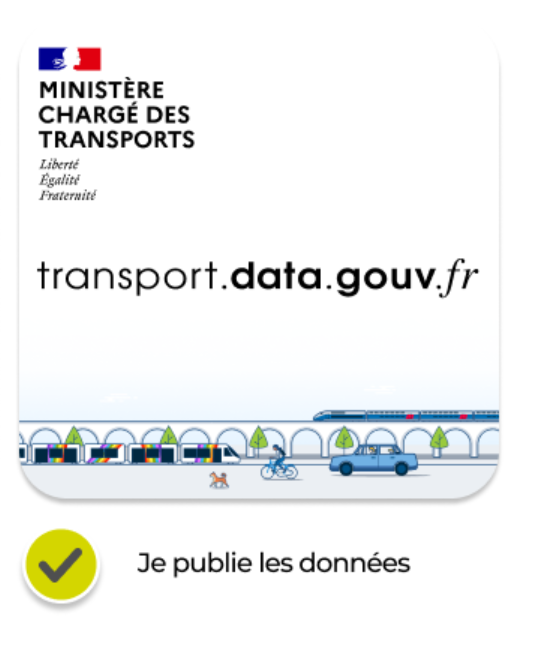 MINISTÈRE
CHARGÉ DES
TRANSPORTS
Liberté
Égalité
Fraternité
transport.data.gouv.fr
Je publie les données